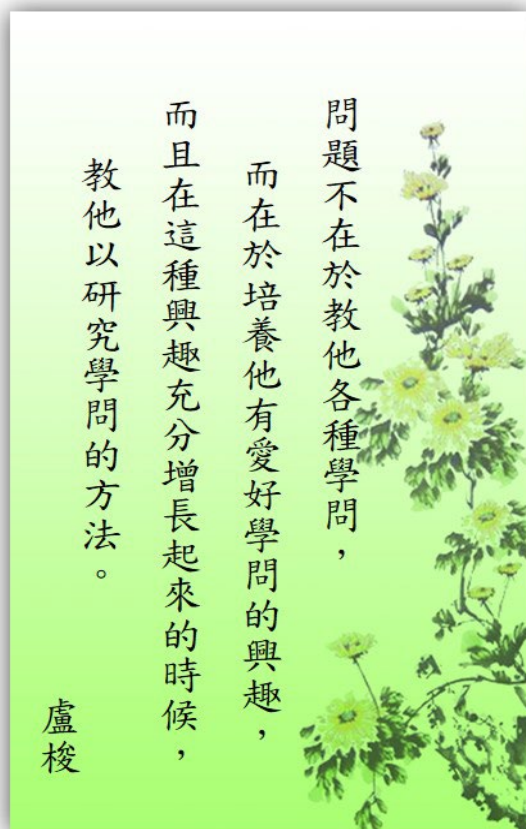 問題不在於教他各種學問，
而在於培養他有愛好學問的興趣，
而且在這種興趣充分增長起來的時候，
教他以研究學問的方法。
盧梭